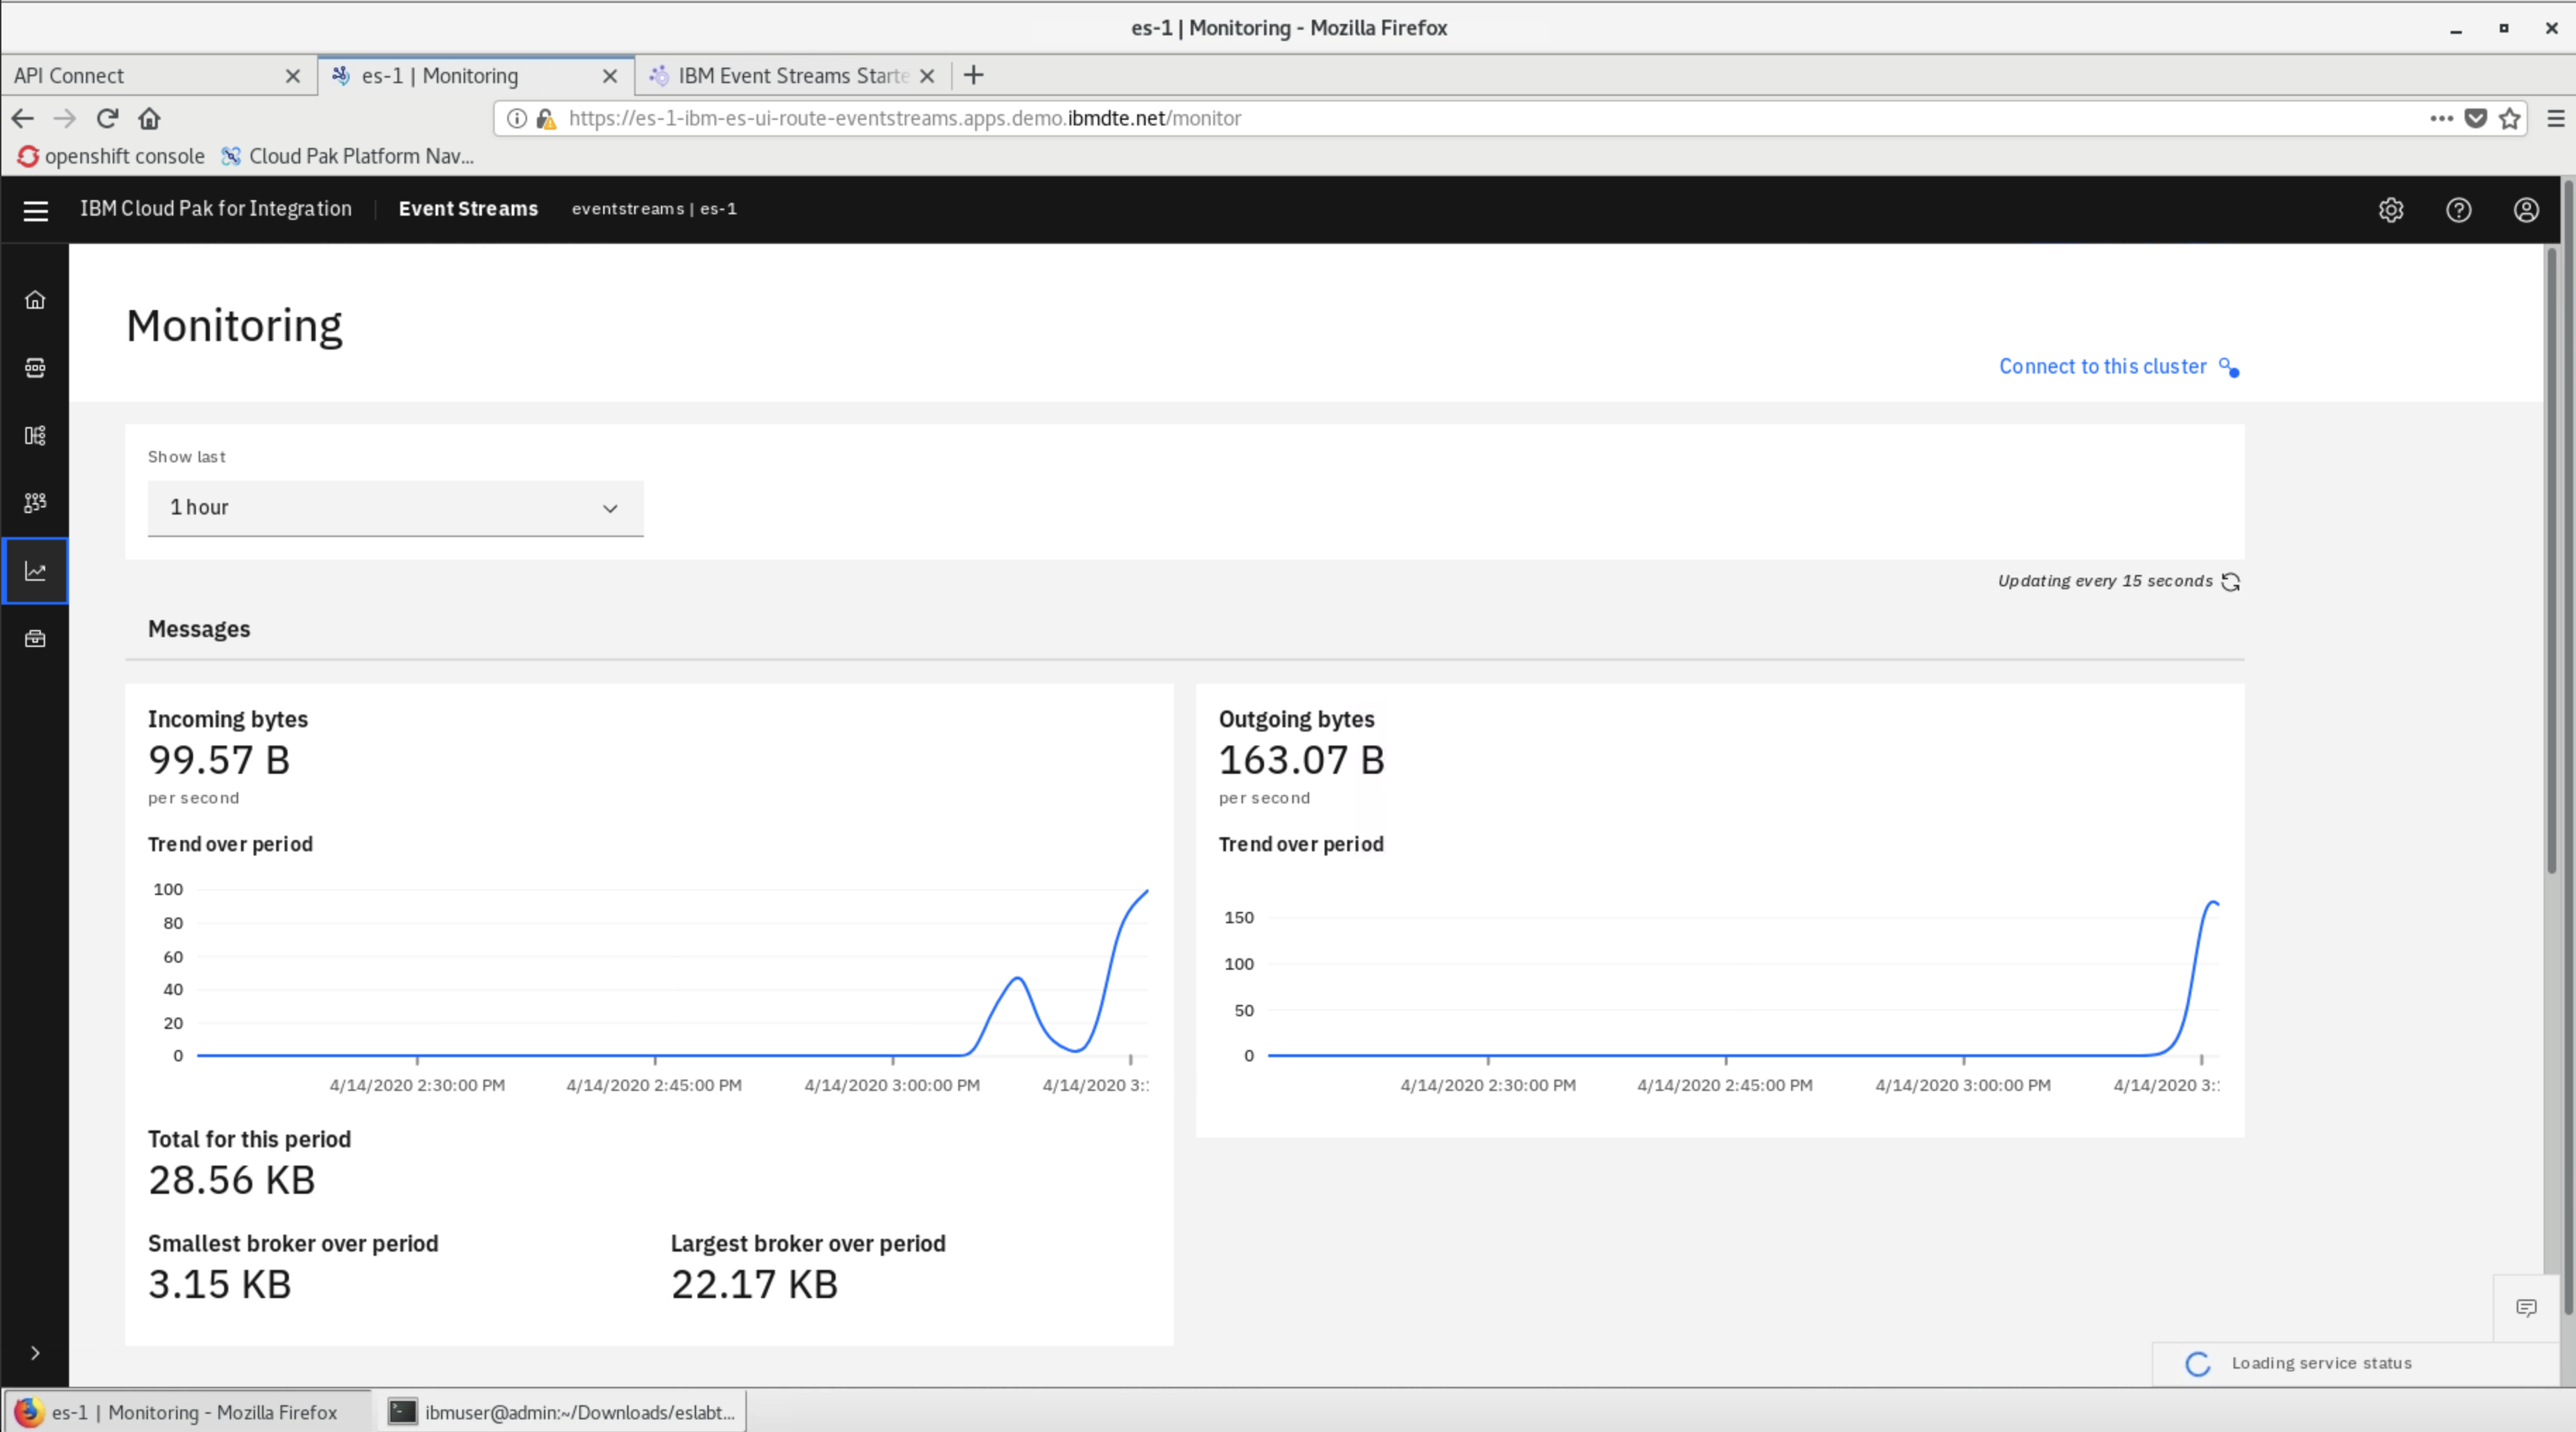 es-1 | Monitoring - Mozilla Firefox
API Connect
es-1 | Monitoring
IBM Event Streams Starte
https://es-1-ibm-es-ui-route-eventstreams.apps.demo.ibmdte.net/monitor
openshift console
Cloud Pak Platform Nav...
IBM Cloud Pak for Integration
Event Streams
eventstreams | es-1
Monitoring
Connect to this cluster
Show last
1 hour
Updating every 15 seconds
Messages
Incoming bytes
99.57 B
per second
Trend over period
100
80
60
40
20
0
4/14/2020 2:30:00 PM
4/14/2020 2:45:00 PM
4/14/2020 3:00:00 PM
4/14/2020 3:
Total for this period
28.56 KB
Smallest broker over period
3.15 KB
Largest broker over period
22.17 KB
Outgoing bytes
163.07 B
per second
Trend over period
150
100
50
0
4/14/2020 2:30:00 PM
4/14/2020 2:45:00 PM
4/14/2020 3:00:00 PM
4/14/2020 3:
Loading service status
es-1 | Monitoring - Mozilla Firefox
ibmuser@admin:~/Downloads/eslabt...